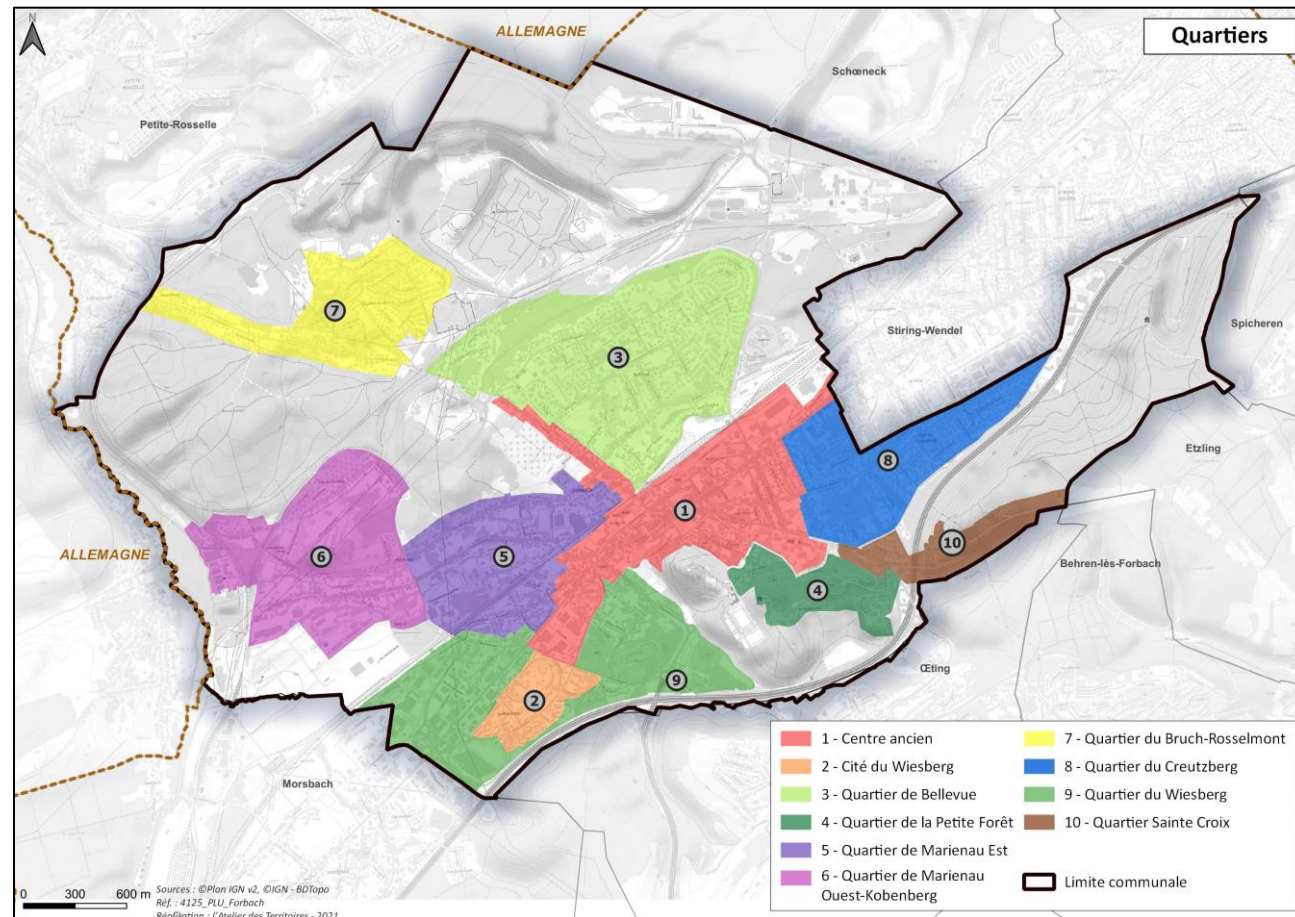 N
ALLEMAGNE
Quartiers
Schœneck
Petite-Rosselle
Stiring-Wendel
Spicheren
Etzling
ALLEMAGNE
Behren-lès-Forbach
Œting
Morsbach
7
3
8
1
10
6
5
4
9
2
1 - Centre ancien
2 - Cité du Wiesberg
3 - Quartier de Bellevue
4 - Quartier de la Petite Forêt
5 - Quartier de Marienau Est
6 - Quartier de Marienau
Ouest-Kobenberg
7 - Quartier du Bruch-Rosselmont
8 - Quartier du Creutzberg
9 - Quartier du Wiesberg
10 - Quartier Sainte Croix
Limite communale
0 300 600 m
Sources : ©Plan IGN v2, ©IGN - BDTopo
Réf. : 4125_PLU_Forbach
Réalisation : l'Atelier des Territoires - 2021